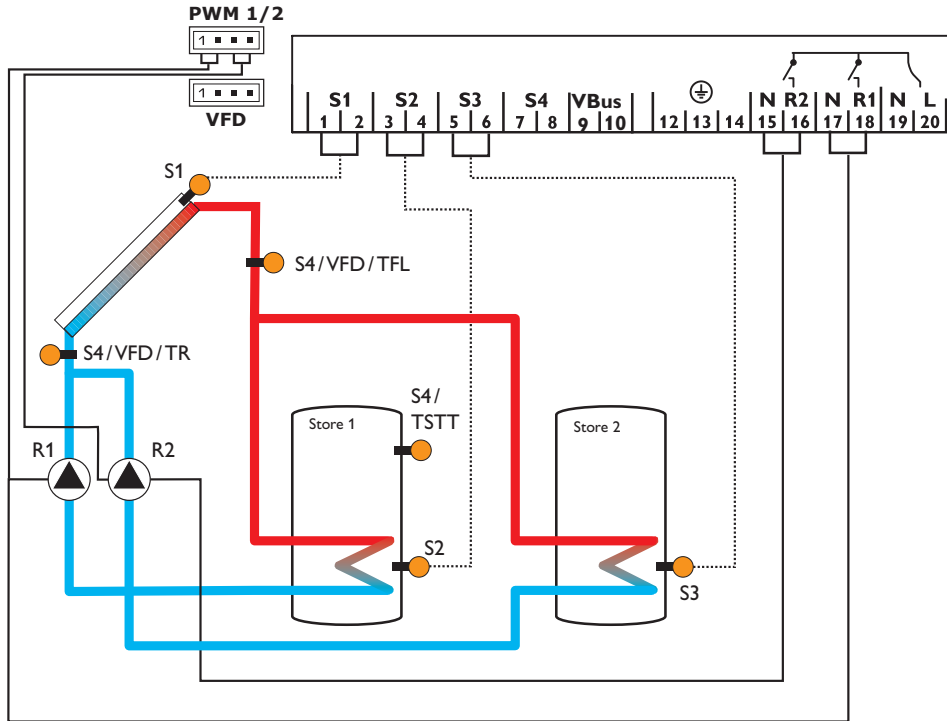 PWM 1/2
1
1
VFD
S1 S2 S3 S4 VBus N R2 N R1 N L
1 2 3 4 5 6 7 8 9 10 12 13 14 15 16 17 18 19 20
S1
S4/VFD/TFL
S4/VFD/TR
S4/
TSTT
Store 1
Store 2
R1
R2
S2
S3